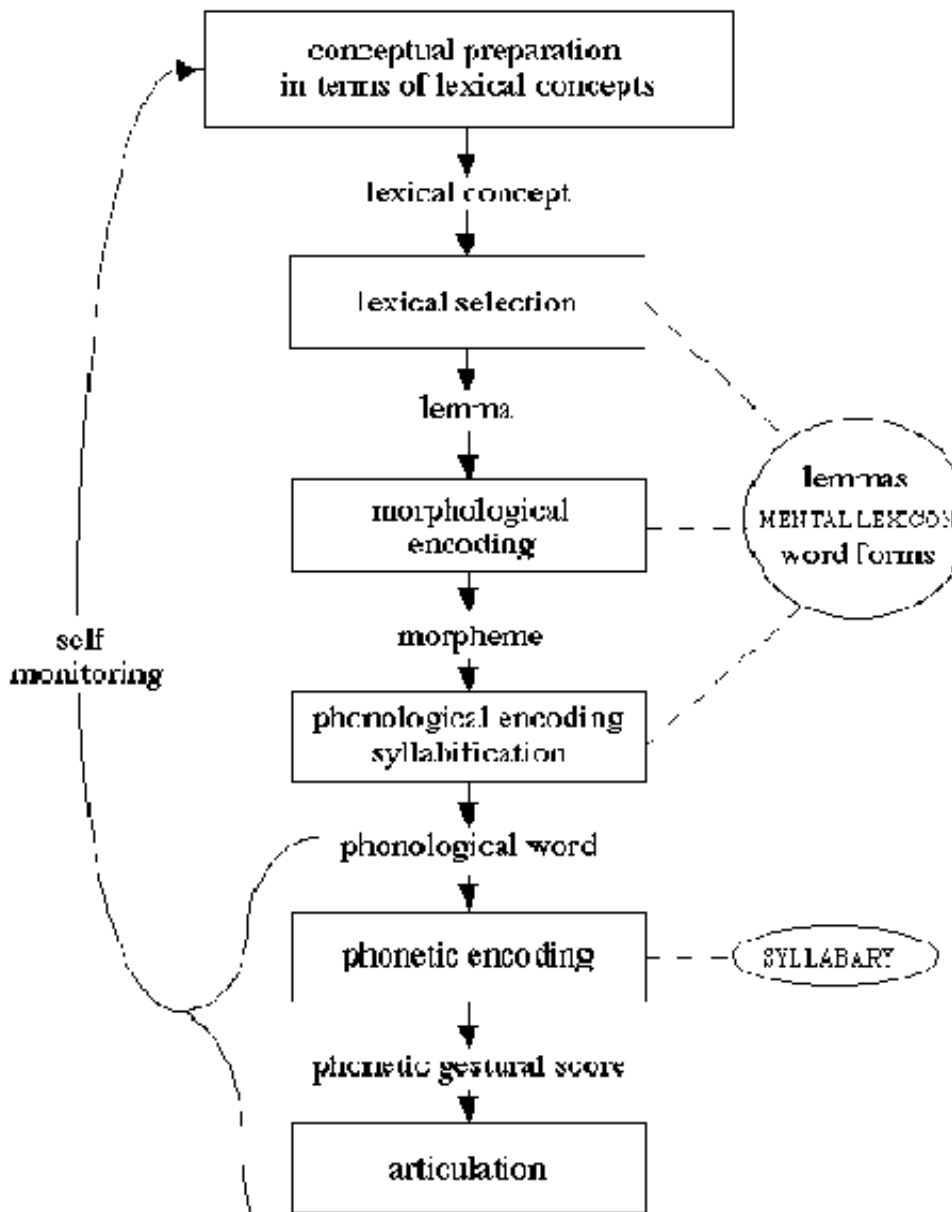 conceptual preparation
in terms of lexical concepts
lexical concept
lexical selection
lemma
lemmas
MENTAL LEXICON
word forms
morphological
encoding
morpheme
self
monitoring
phonological encoding
syllabification
phonological word
phonetic encoding
SYLLABARY
phonetic gestural score
articulation